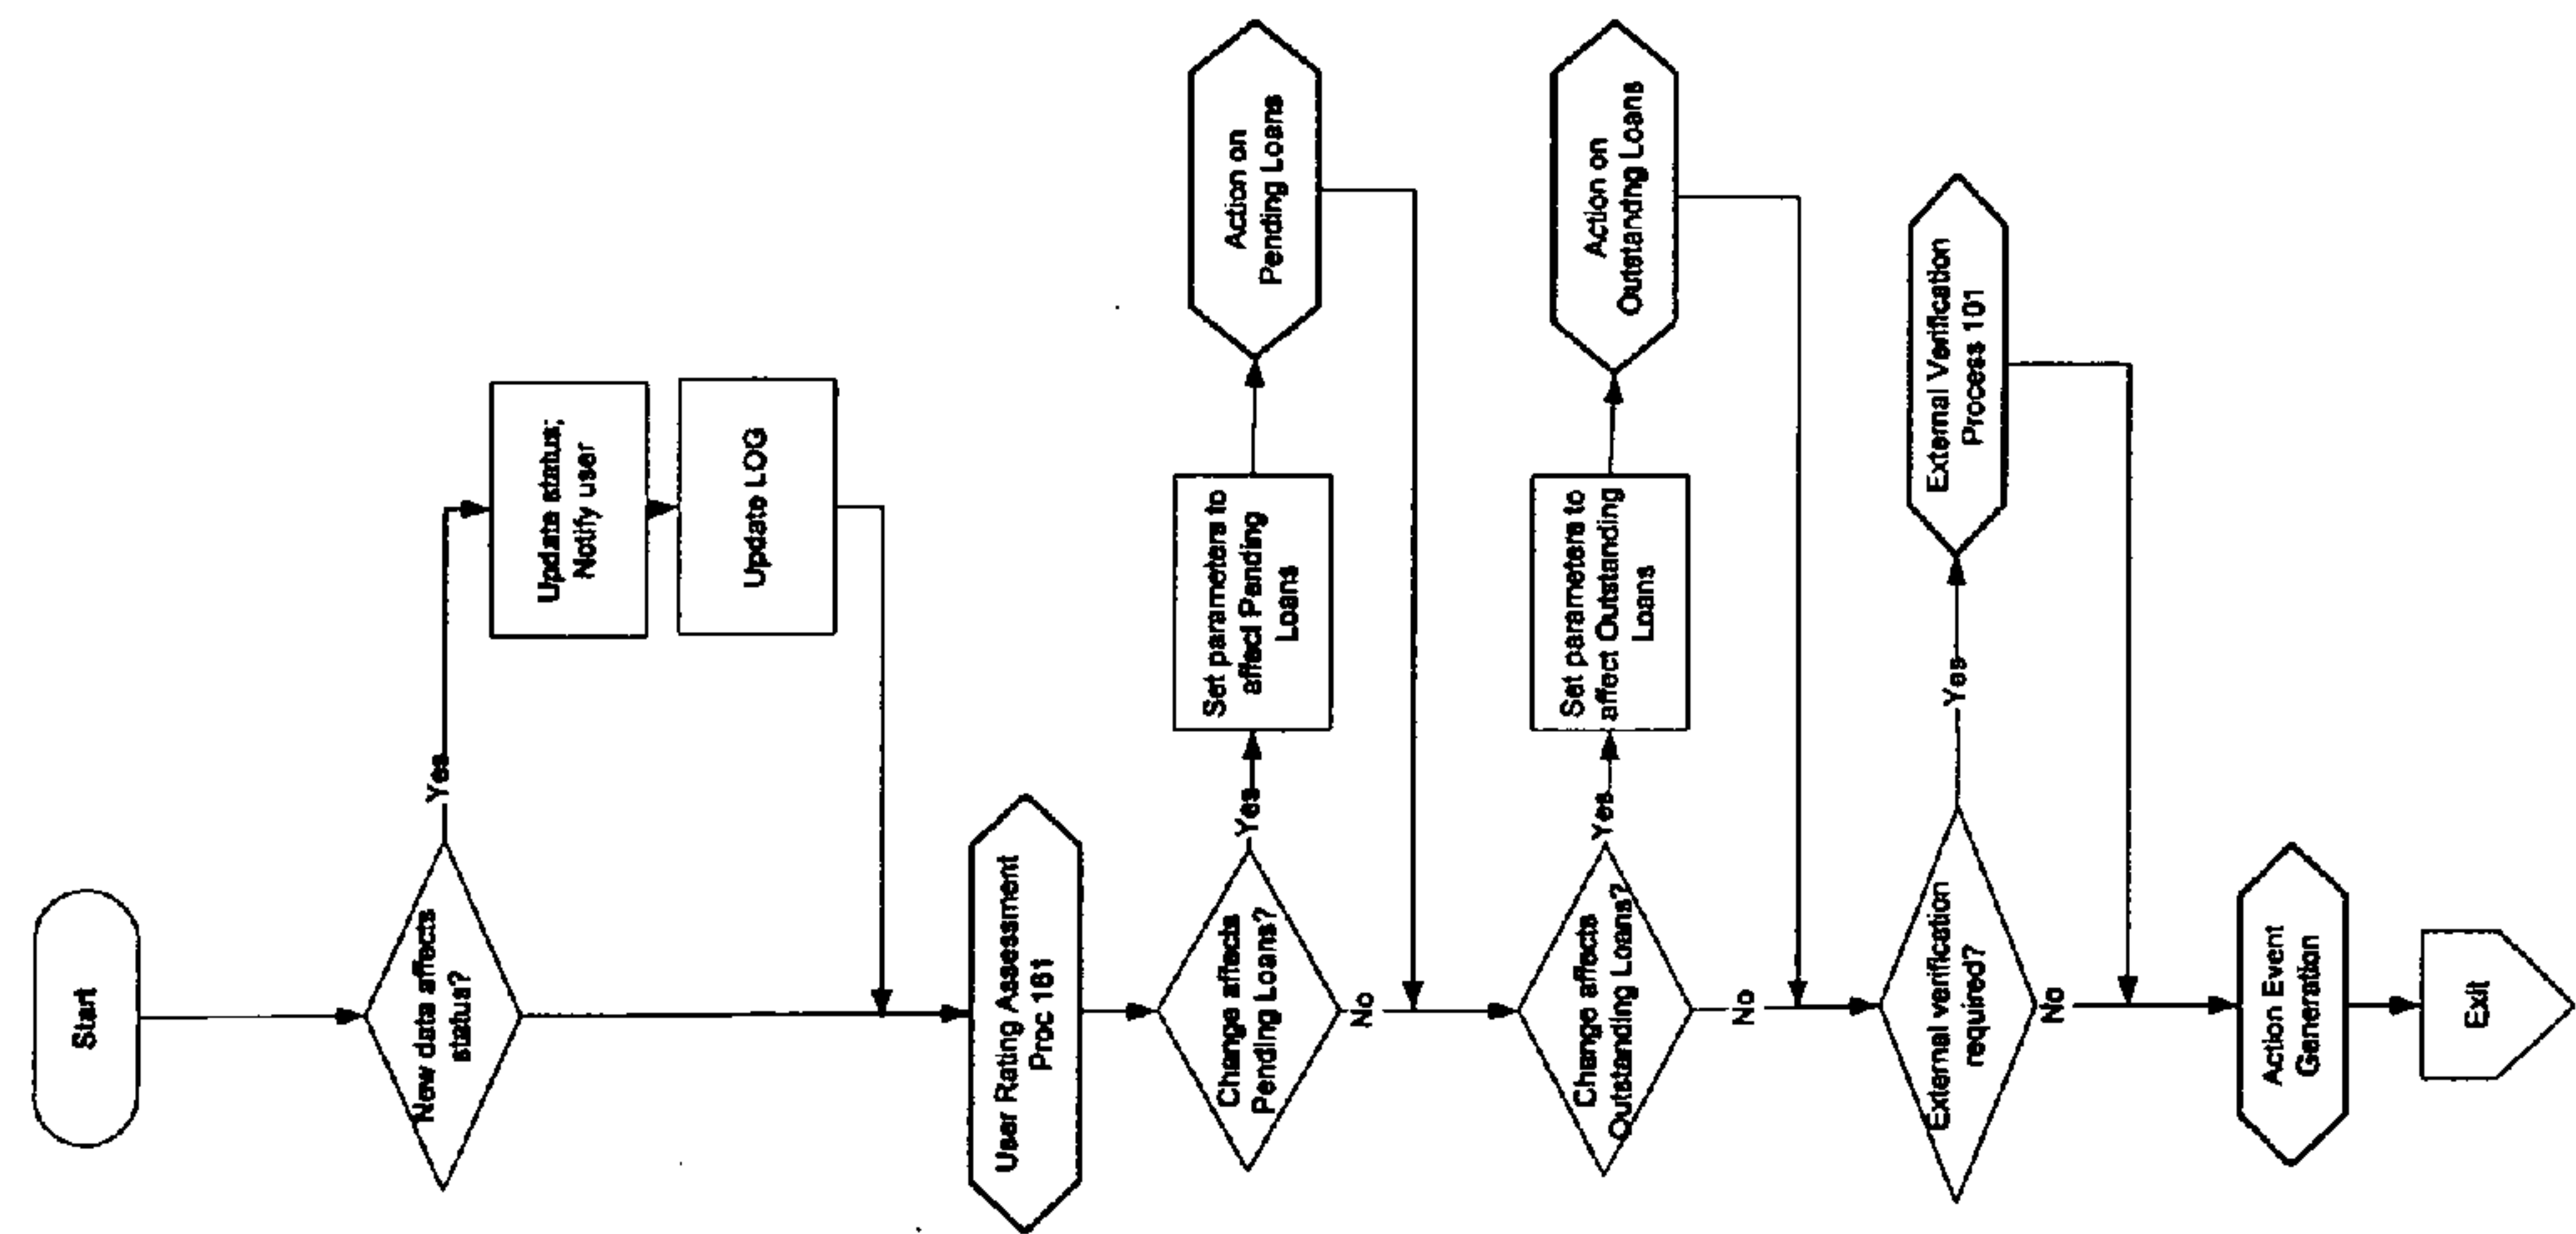 Start
New data affects
status?
Yes
Update status;
Notify user
Update LOG
User Rating Assessment
Proc 161
Change affects
Pending Loans?
Yes
Set parameters to
affect Pending
Loans
Action on
Pending Loans
No
Change affects
Outstanding Loans?
Yes
Set parameters to
affect Outstanding
Loans
Action on
Outstanding Loans
No
External verification
required?
Yes
External Verification
Process 101
No
Action Event
Generation
Exit